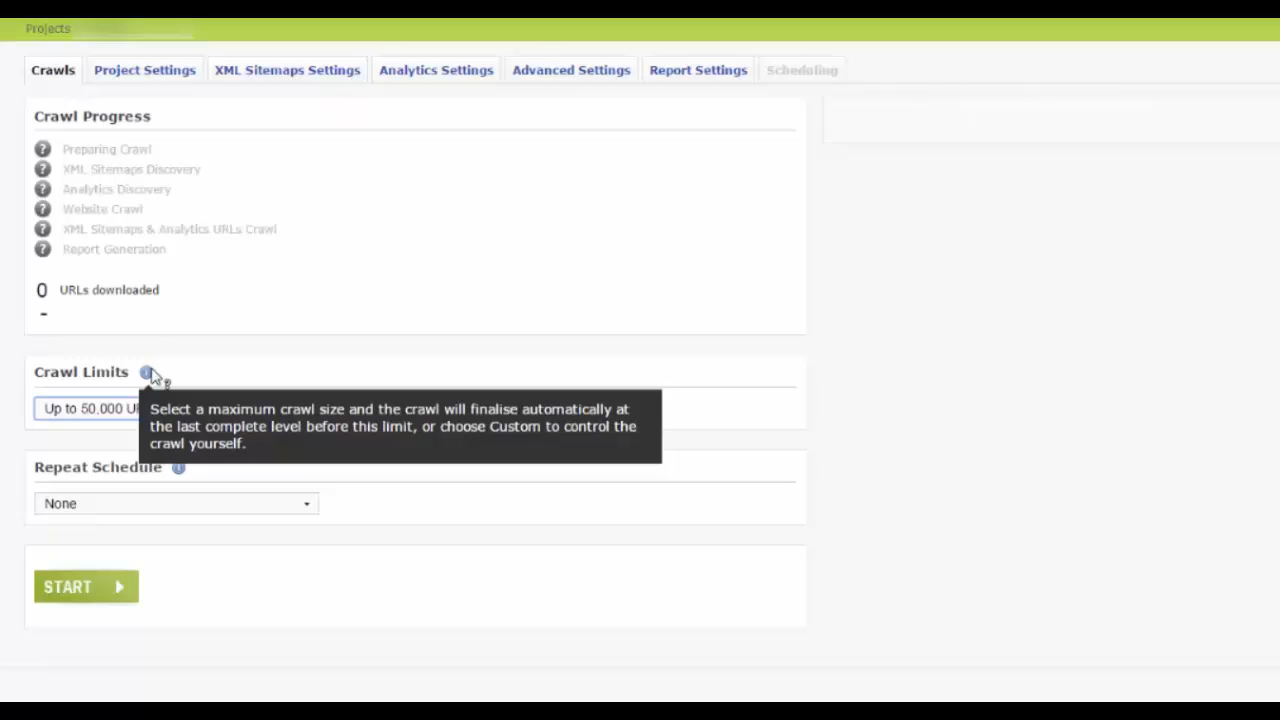 Projects
Crawls Project Settings XML Sitemaps Settings Analytics Settings Advanced Settings Report Settings Scheduling
Crawl Progress
Preparing Crawl
XML Sitemaps Discovery
Analytics Discovery
Website Crawl
XML Sitemaps & Analytics URLs Crawl
Report Generation
0 URLs downloaded
-
Crawl Limits
Up to 50,000
Select a maximum crawl size and the crawl will finalise automatically at
the last complete level before this limit, or choose Custom to control the
crawl yourself.
Repeat Schedule
None
START